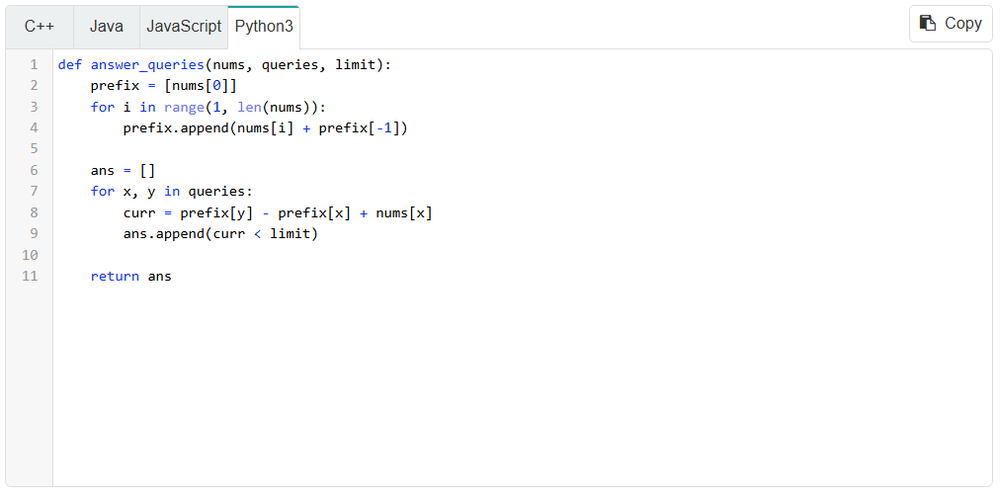 C++ Java JavaScript Python3 Copy
1 def answer_queries(nums, queries, limit):
2     prefix = [nums[0]]
3     for i in range(1, len(nums)):
4         prefix.append(nums[i] + prefix[-1])
5
6     ans = []
7     for x, y in queries:
8         curr = prefix[y] - prefix[x] + nums[x]
9         ans.append(curr < limit)
10
11     return ans